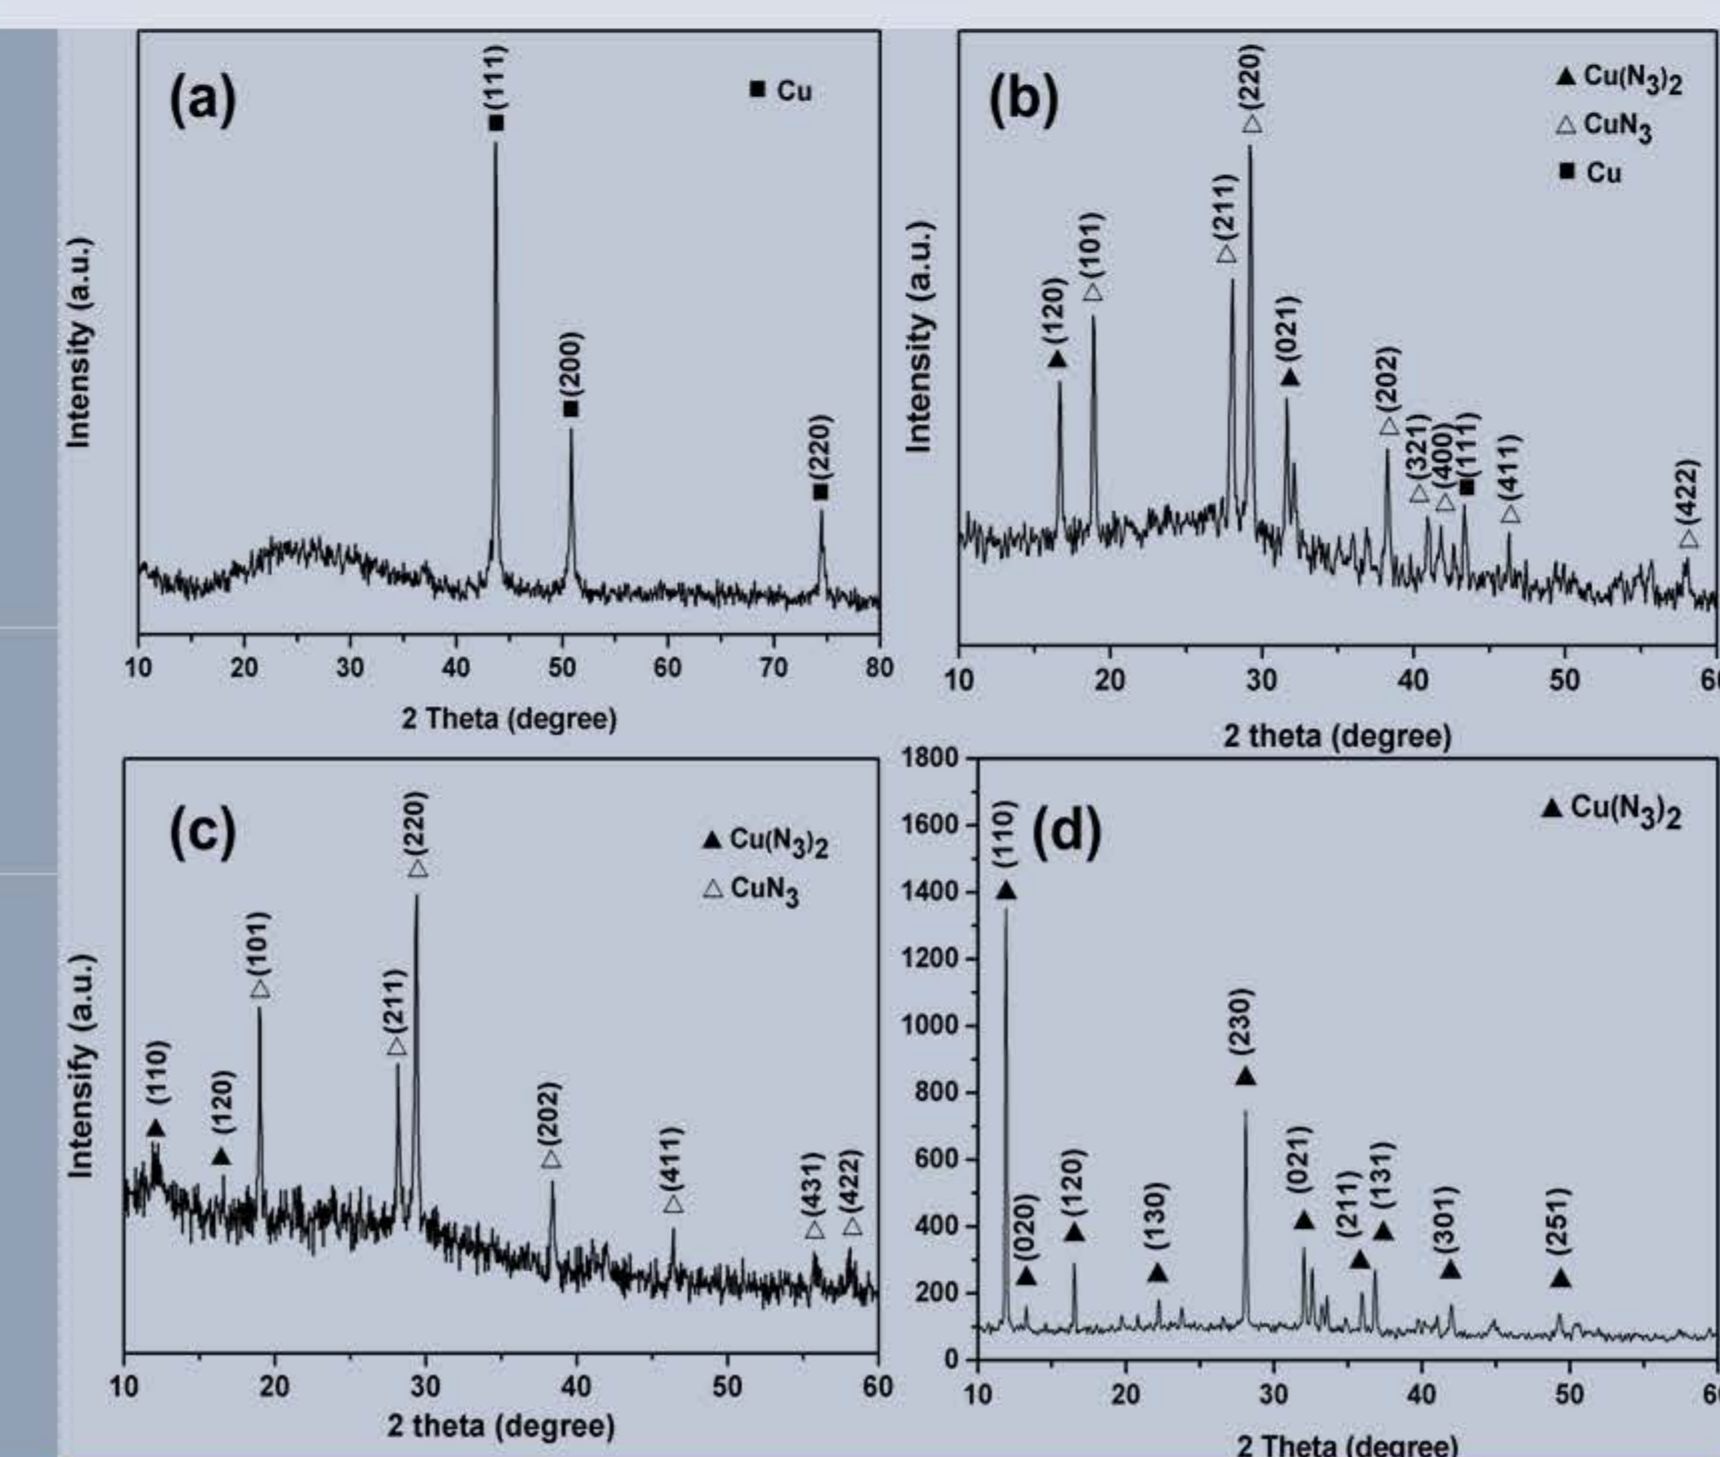 (a)
■ Cu
■ (111)
■ (200)
■ (220)
Intensity (a.u.)
10 20 30 40 50 60 70 80
2 Theta (degree)
(b)
▲ Cu(N3)2
△ CuN3
■ Cu
▲ (120)
△ (101)
△ (211)
△ (220)
▲ (021)
△ (202)
△ (321)
△ (400)
■ (111)
△ (411)
△ (422)
Intensity (a.u.)
10 20 30 40 50
2 theta (degree)
(c)
▲ Cu(N3)2
△ CuN3
▲ (110)
▲ (120)
△ (101)
△ (211)
△ (220)
△ (202)
△ (411)
△ (431)
△ (422)
Intensify (a.u.)
10 20 30 40 50 60
2 theta (degree)
(d)
▲ Cu(N3)2
▲ (110)
▲ (020)
▲ (120)
▲ (130)
▲ (230)
▲ (021)
▲ (211)
▲ (131)
▲ (301)
▲ (251)
1800
1600
1400
1200
1000
800
600
400
200
0
10 20 30 40 50
2 Theta (degree)